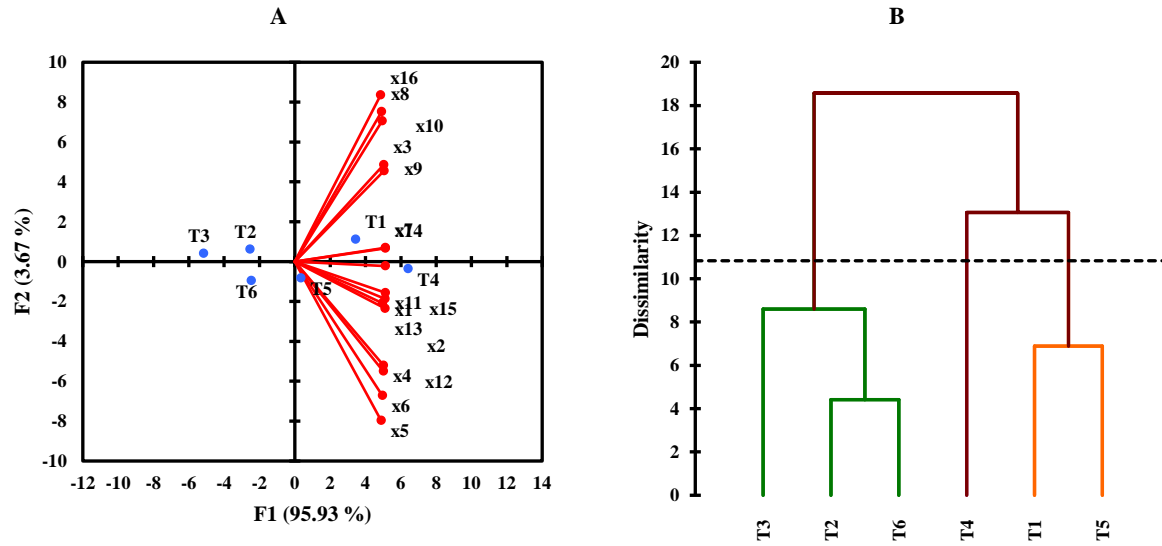 A
B
10
8
6
4
2
0
-2
-4
-6
-8
-10
-12 -10 -8 -6 -4 -2 0 2 4 6 8 10 12 14
F2 (3.67 %)
F1 (95.93 %)
x16
x8
x10
x3
x9
T1
T2
T3
T4
T5
T6
x11
x15
x13
x2
x4
x12
x6
x5
20
18
16
14
12
10
8
6
4
2
0
Dissimilarity
T3
T2
T6
T4
T1
T5